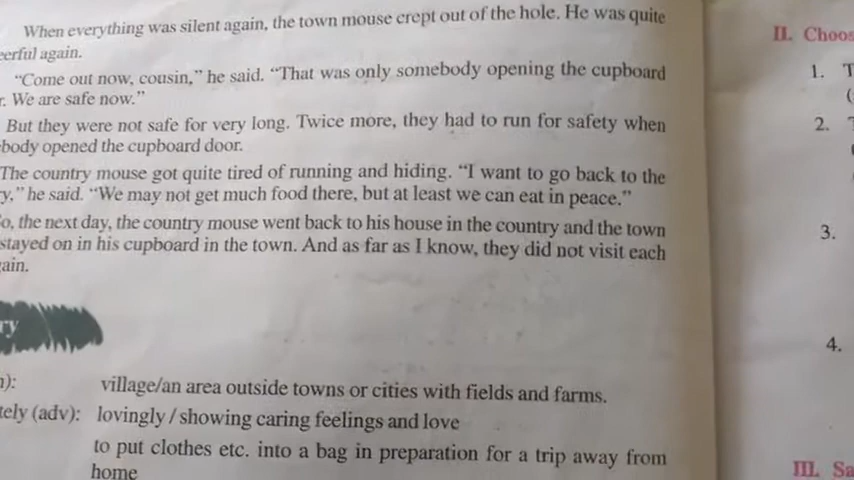 When everything was silent again, the town mouse crept out of the hole. He was quite
eerful again.
“Come out now, cousin,” he said. “That was only somebody opening the cupboard
r. We are safe now.”
But they were not safe for very long. Twice more, they had to run for safety when
body opened the cupboard door.
The country mouse got quite tired of running and hiding. “I want to go back to the
y,” he said. “We may not get much food there, but at least we can eat in peace.”
o, the next day, the country mouse went back to his house in the country and the town
stayed on in his cupboard in the town. And as far as I know, they did not visit each
ain.
ry
n): village/an area outside towns or cities with fields and farms.
tely (adv): lovingly / showing caring feelings and love
to put clothes etc. into a bag in preparation for a trip away from
home
II. Choos
1. T
(
2. T
3.
4.
III. Sa